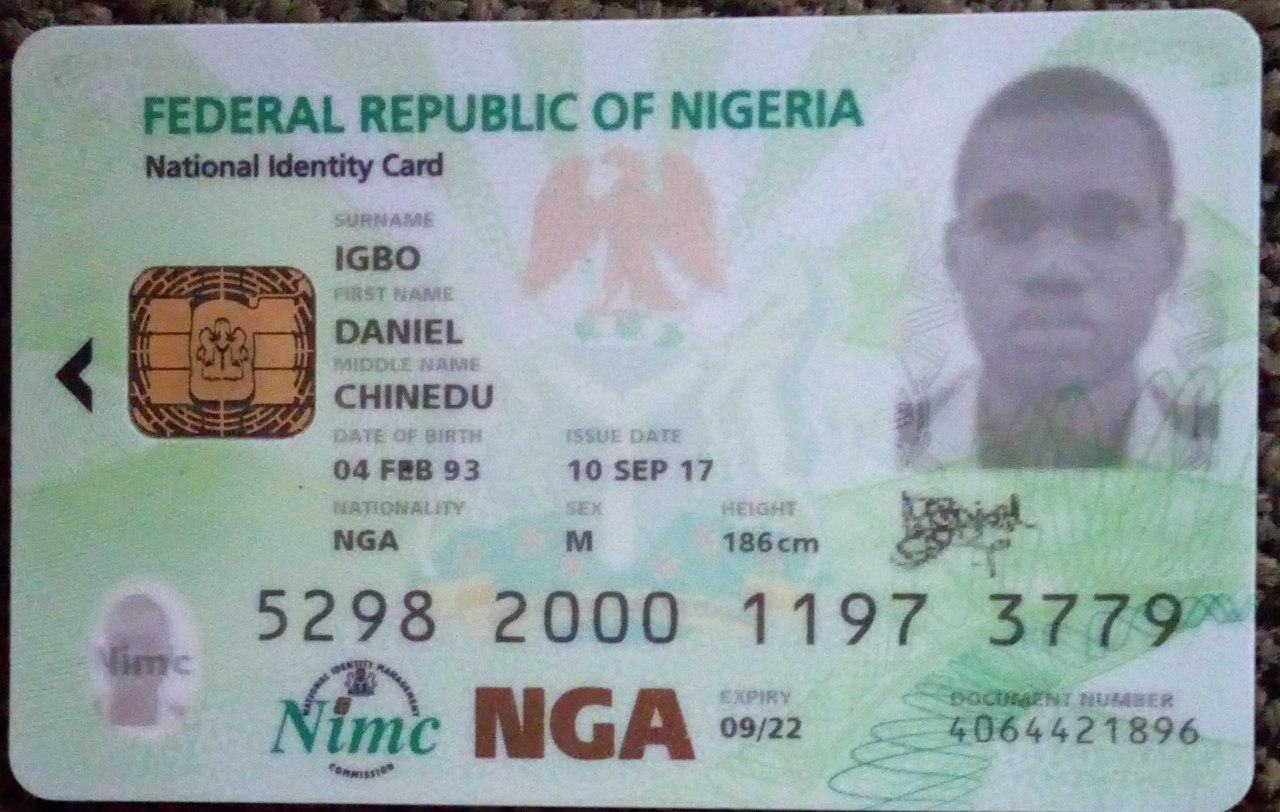 FEDERAL REPUBLIC OF NIGERIA
National Identity Card
SURNAME
IGBO
FIRST NAME
DANIEL
MIDDLE NAME
CHINEDU
DATE OF BIRTH ISSUE DATE
04 FEB 93 10 SEP 17
NATIONALITY SEX HEIGHT
NGA M 186cm
5298 2000 1197 3779
Nimc
NATIONAL IDENTITY MANAGEMENT
Nimc
COMMISSION
NGA
EXPIRY
09/22
DOCUMENT NUMBER
4064421896